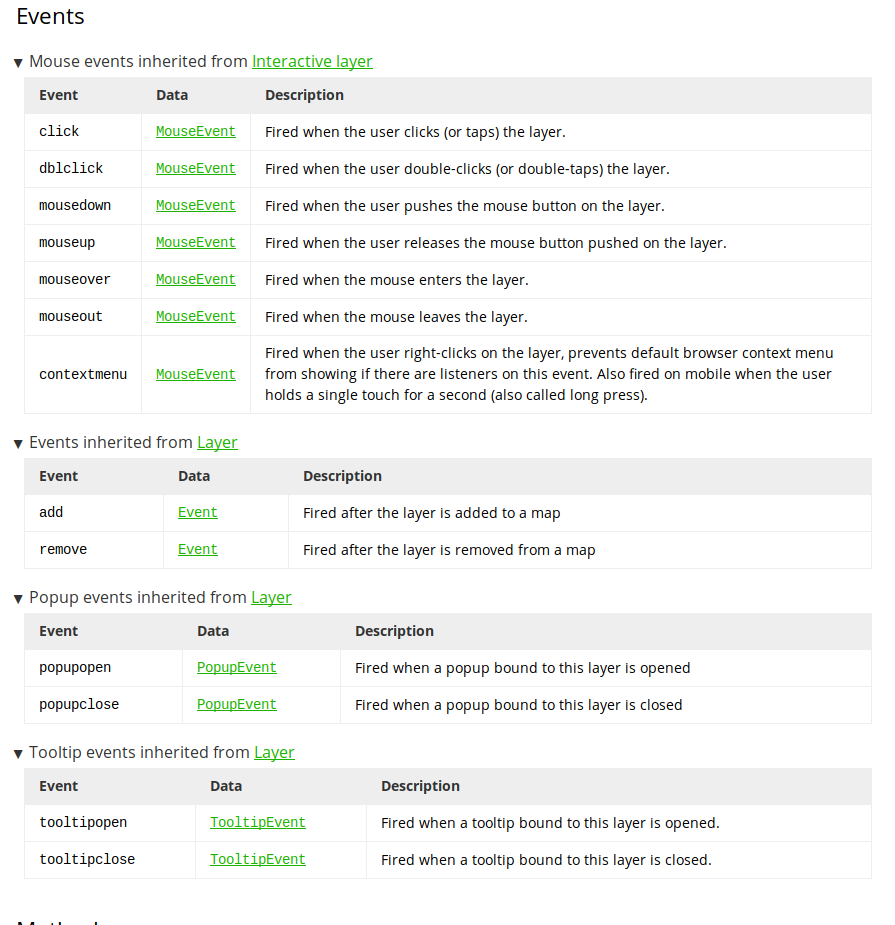 Events
▼ Mouse events inherited from Interactive layer
Event Data Description
click MouseEvent Fired when the user clicks (or taps) the layer.
dblclick MouseEvent Fired when the user double-clicks (or double-taps) the layer.
mousedown MouseEvent Fired when the user pushes the mouse button on the layer.
mouseup MouseEvent Fired when the user releases the mouse button pushed on the layer.
mouseover MouseEvent Fired when the mouse enters the layer.
mouseout MouseEvent Fired when the mouse leaves the layer.
contextmenu MouseEvent Fired when the user right-clicks on the layer, prevents default browser context menu
from showing if there are listeners on this event. Also fired on mobile when the user
holds a single touch for a second (also called long press).
▼ Events inherited from Layer
Event Data Description
add Event Fired after the layer is added to a map
remove Event Fired after the layer is removed from a map
▼ Popup events inherited from Layer
Event Data Description
popupopen PopupEvent Fired when a popup bound to this layer is opened
popupclose PopupEvent Fired when a popup bound to this layer is closed
▼ Tooltip events inherited from Layer
Event Data Description
tooltipopen TooltipEvent Fired when a tooltip bound to this layer is opened.
tooltipclose TooltipEvent Fired when a tooltip bound to this layer is closed.